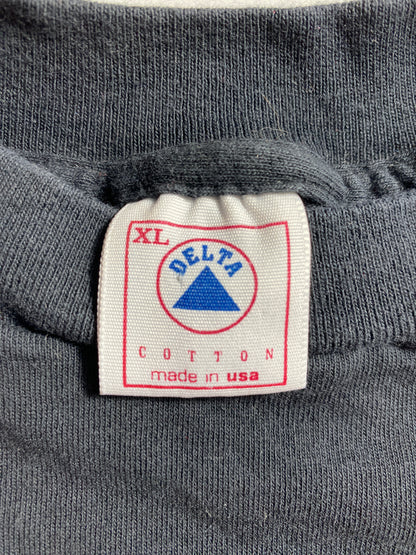 XL
DELTA
COTTON
made in usa